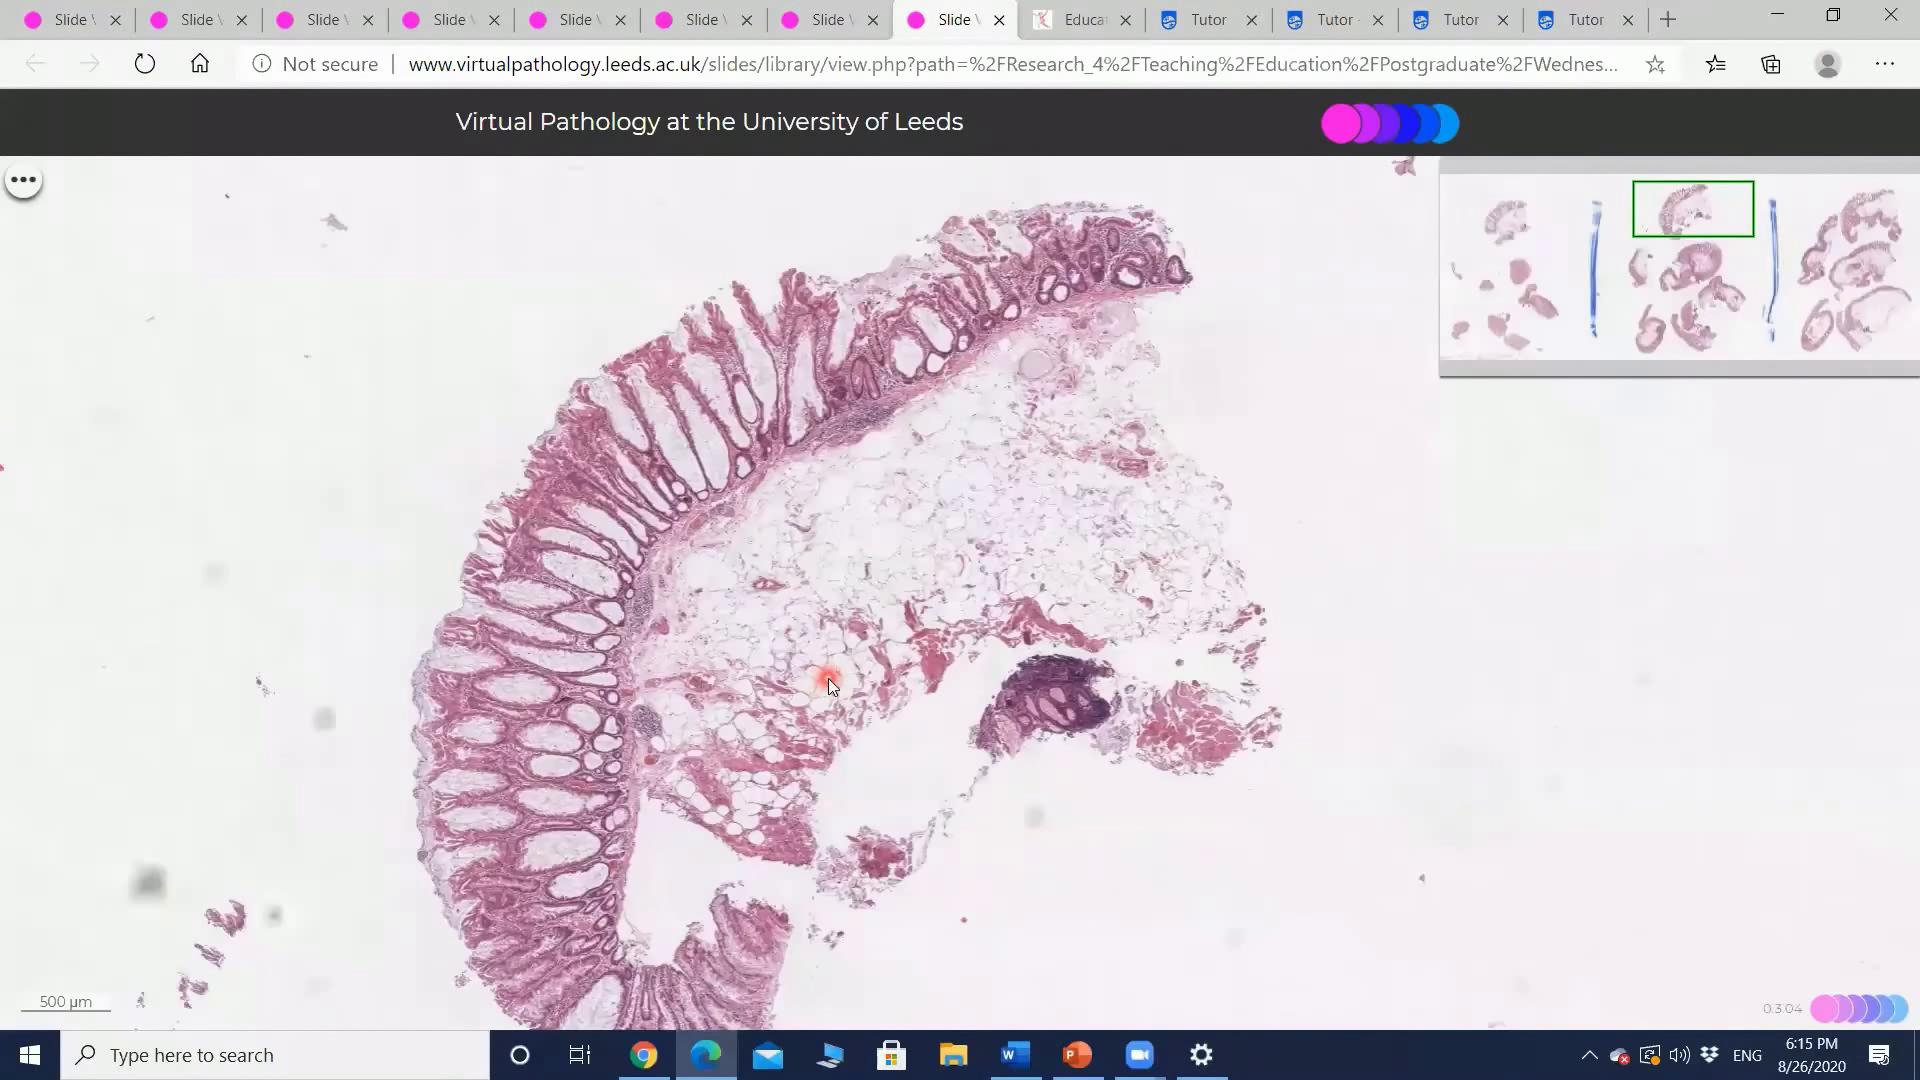 Slide Slide Slide Slide Slide Slide Slide Slide Educa Tutor Tutor Tutor Tutor
Not secure | www.virtualpathology.leeds.ac.uk/slides/library/view.php?path=%2FResearch_4%2FTeaching%2FEducation%2FPostgraduate%2FWednes...
Virtual Pathology at the University of Leeds
500 µm
0.3.04
Type here to search
ENG
6:15 PM
8/26/2020